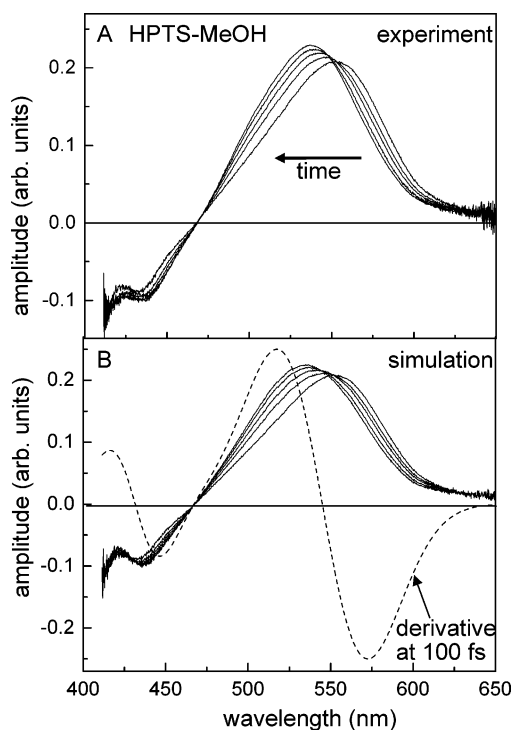 A HPTS-MeOH experiment
0.2
0.1
0.0
-0.1
amplitude (arb. units)
time
B simulation
0.2
0.1
0.0
-0.1
-0.2
amplitude (arb. units)
derivative
at 100 fs
400 450 500 550 600 650
wavelength (nm)